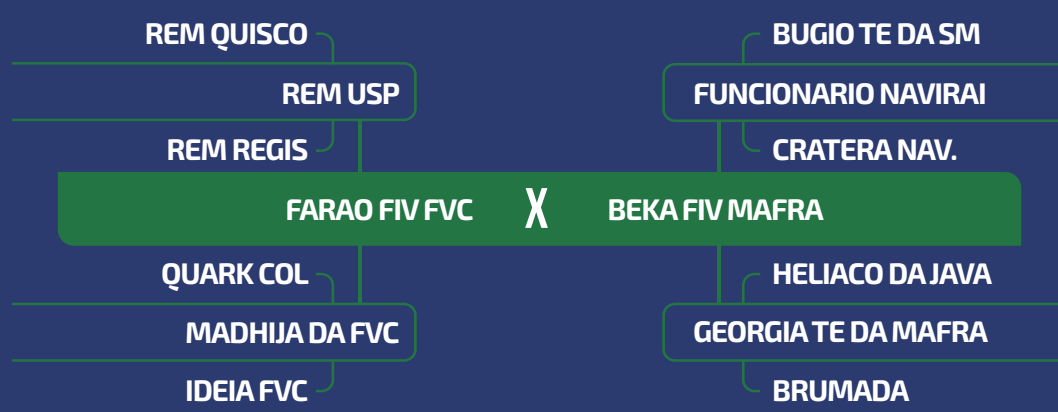 REM QUISCO
BUGIO TE DA SM
REM USP
FUNCIONARIO NAVIRAI
REM REGIS
CRATERA NAV.
FARAO FIV FVC X BEKA FIV MAFRA
QUARK COL
HELIACO DA JAVA
MADHIJA DA FVC
GEORGIA TE DA MAFRA
IDEIA FVC
BRUMADA